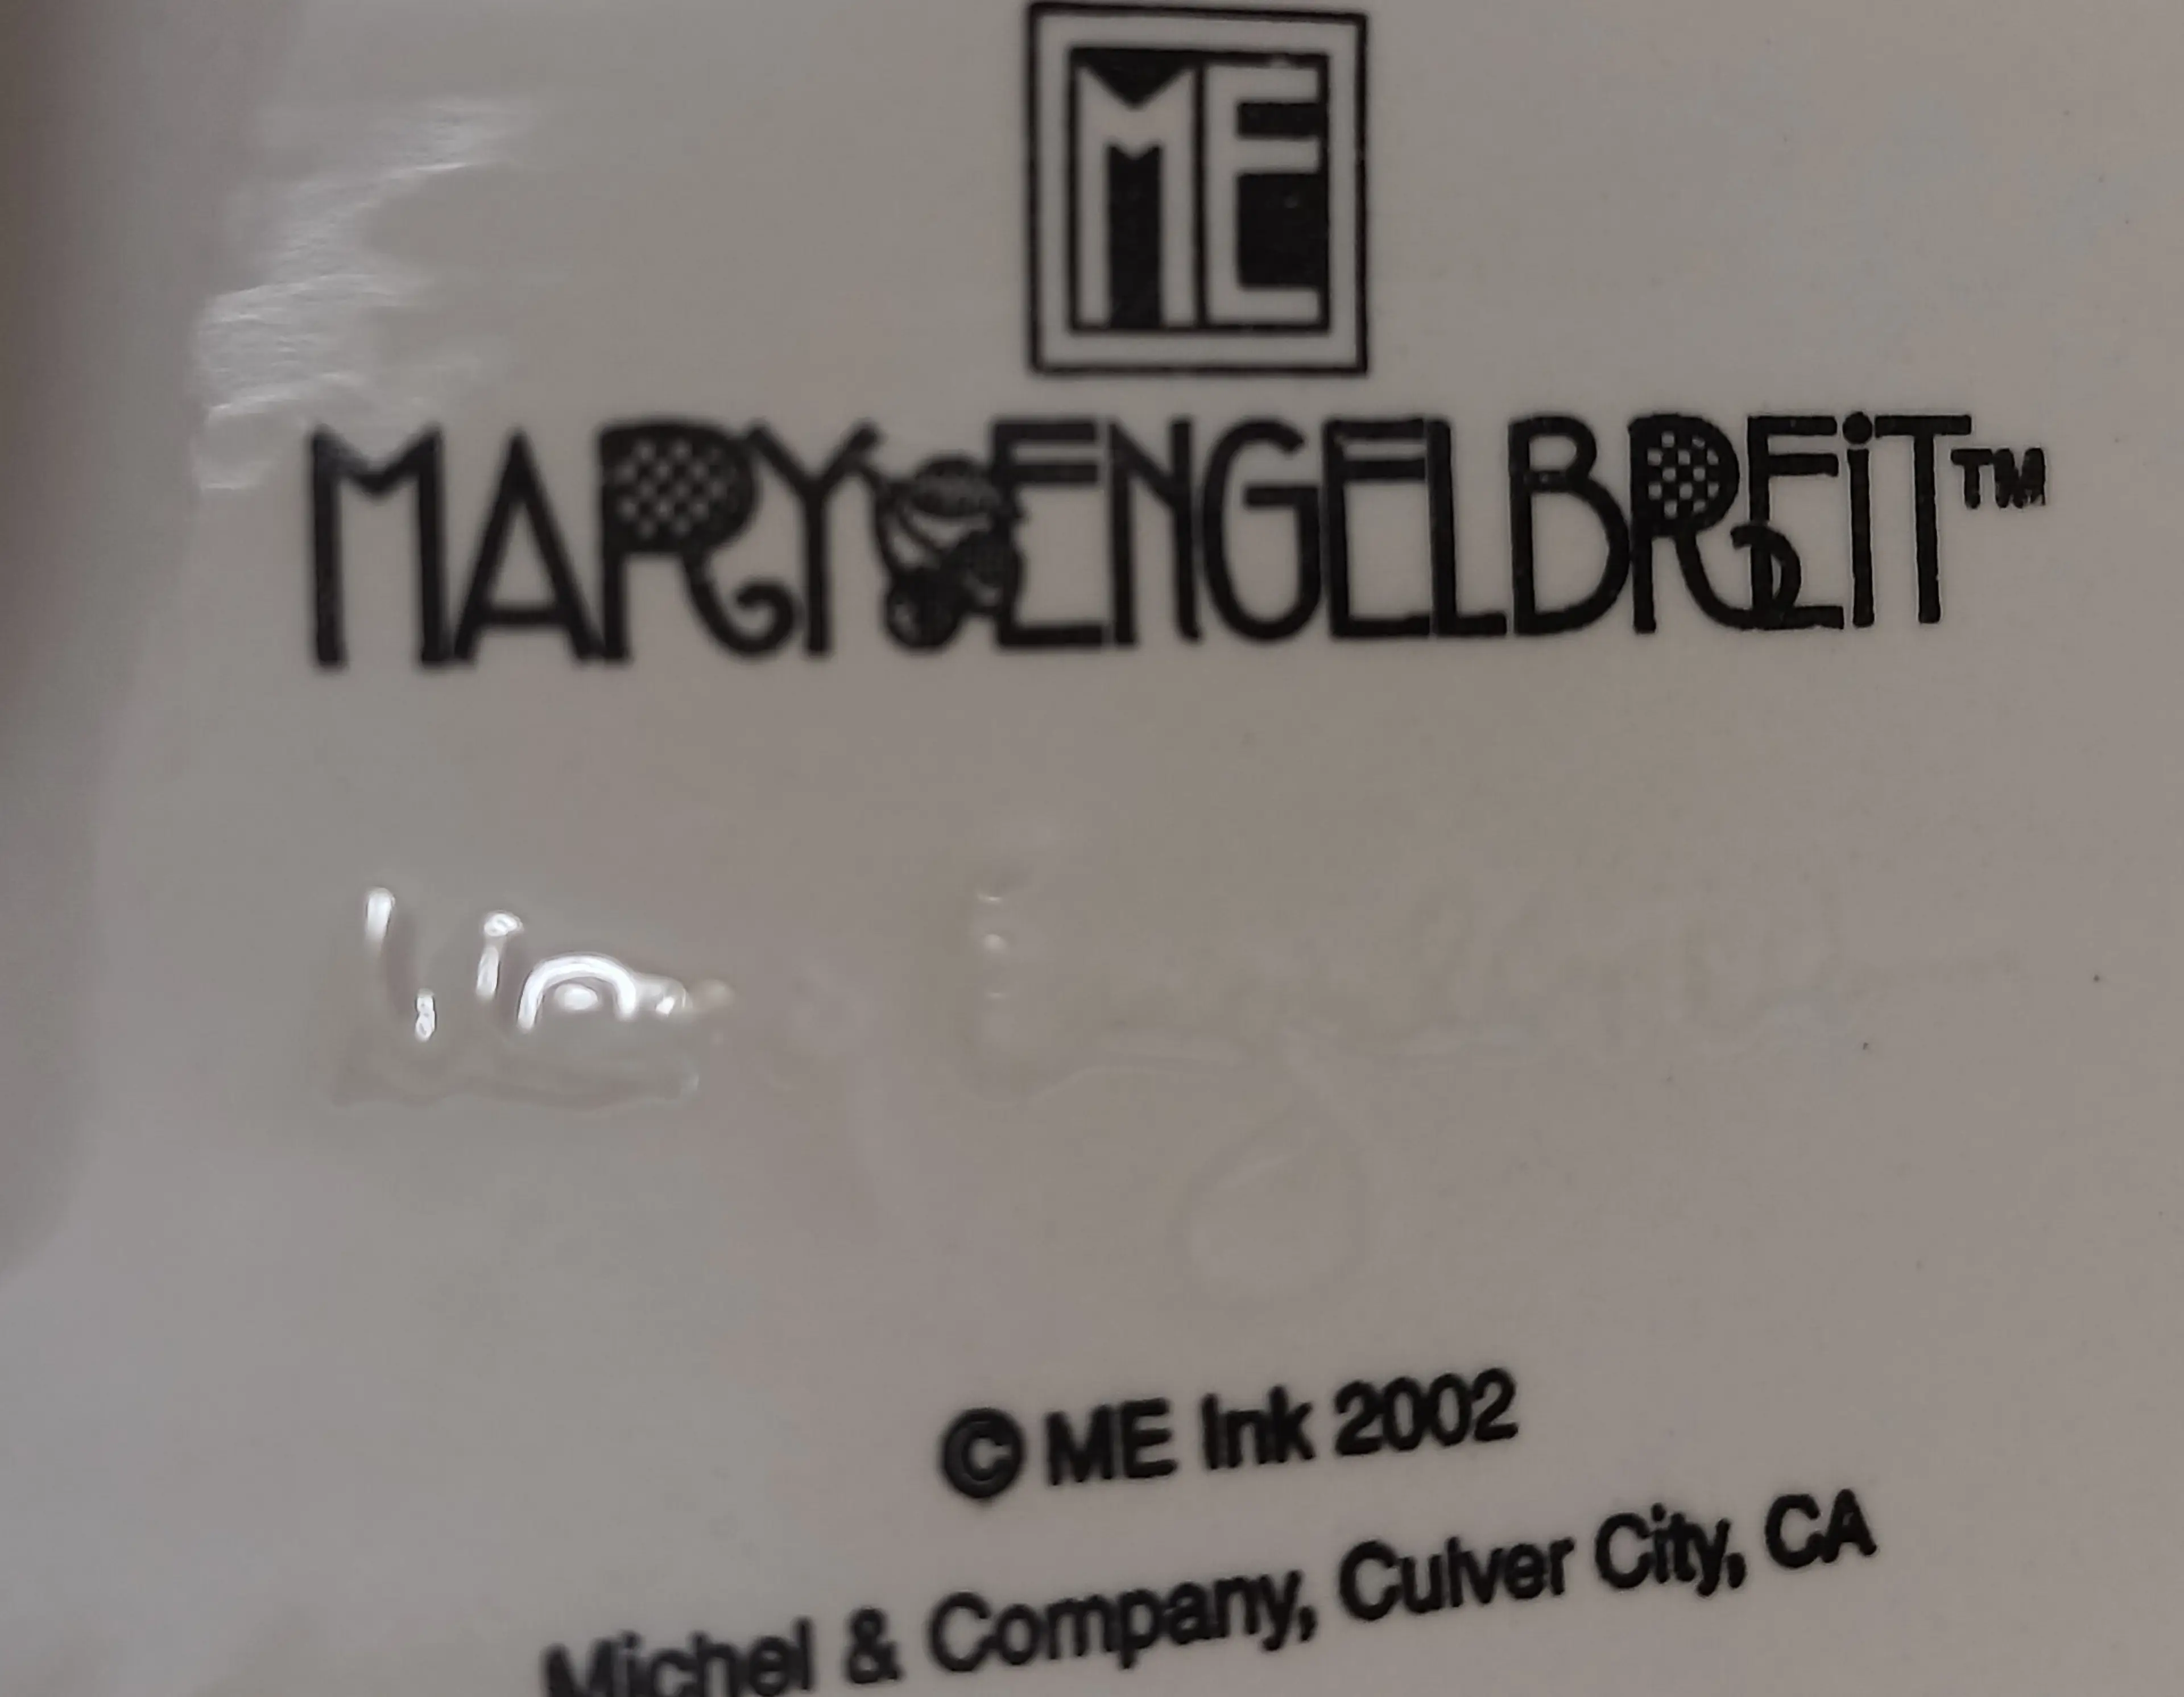 ME
MARY ENGELBREIT™
© ME Ink 2002
Michel & Company, Culver City, CA